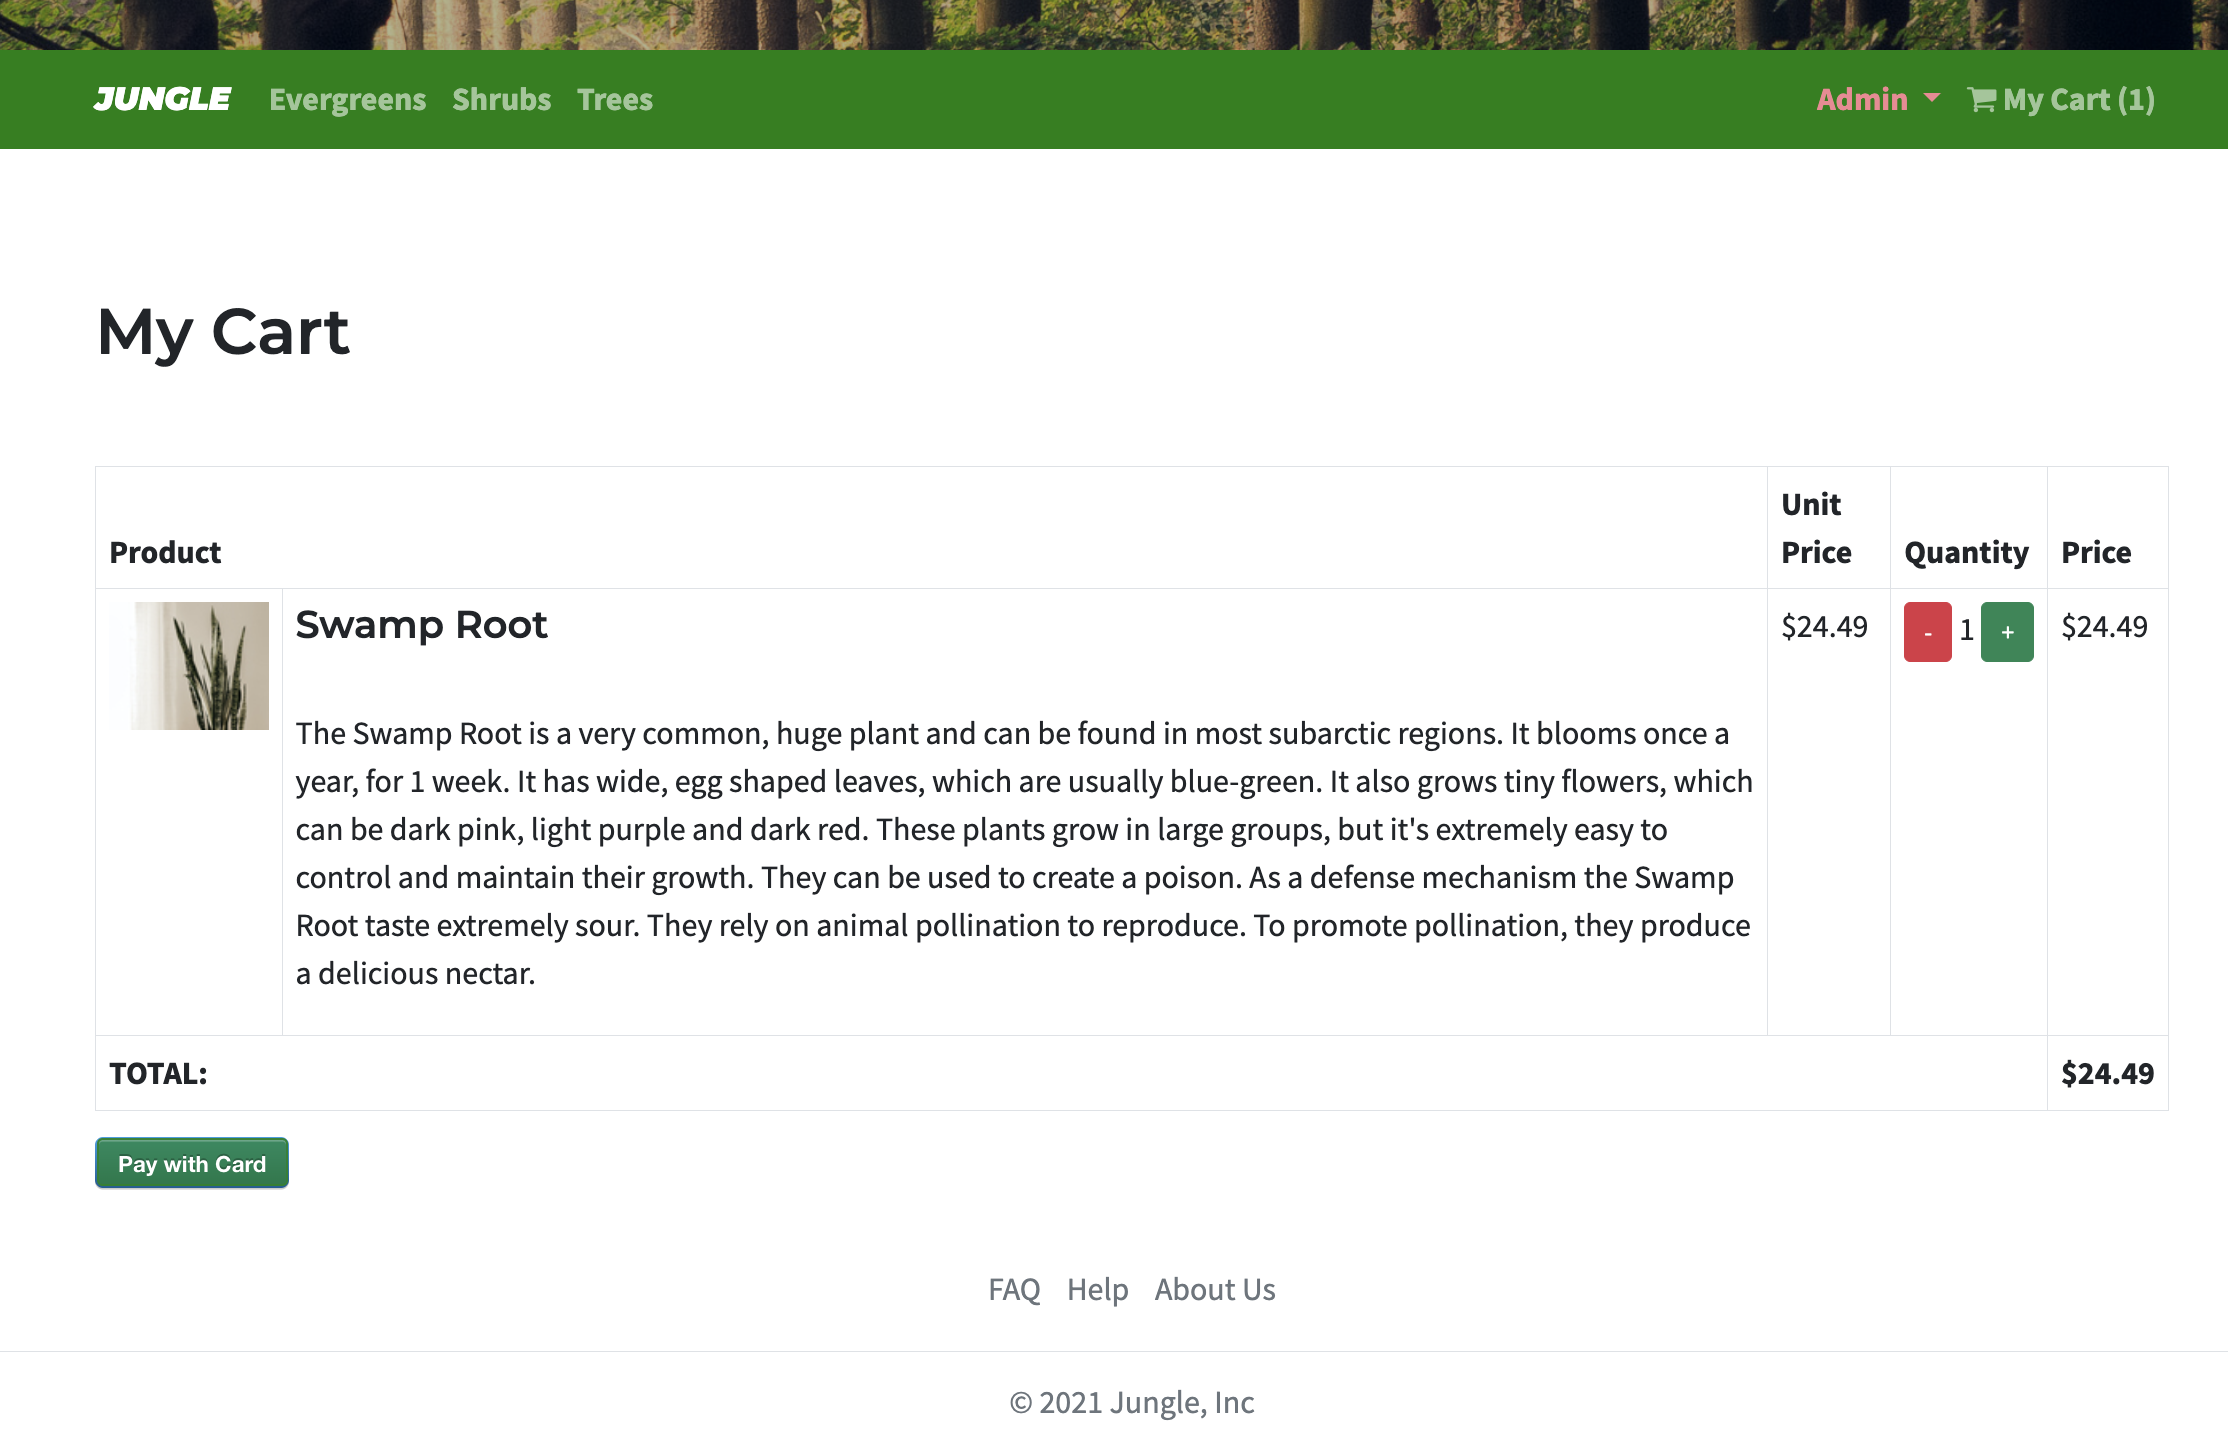 JUNGLE Evergreens Shrubs Trees Admin My Cart (1)
My Cart
Product Unit Price Quantity Price
Swamp Root $24.49 - 1 + $24.49
The Swamp Root is a very common, huge plant and can be found in most subarctic regions. It blooms once a
year, for 1 week. It has wide, egg shaped leaves, which are usually blue-green. It also grows tiny flowers, which
can be dark pink, light purple and dark red. These plants grow in large groups, but it's extremely easy to
control and maintain their growth. They can be used to create a poison. As a defense mechanism the Swamp
Root taste extremely sour. They rely on animal pollination to reproduce. To promote pollination, they produce
a delicious nectar.
TOTAL: $24.49
Pay with Card
FAQ Help About Us
© 2021 Jungle, Inc